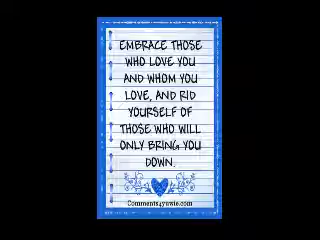 EMBRACE THOSE
WHO LOVE YOU
AND WHOM YOU
LOVE, AND RID
YOURSELF OF
THOSE WHO WILL
ONLY BRING YOU
DOWN.
Comments4yuwie.com